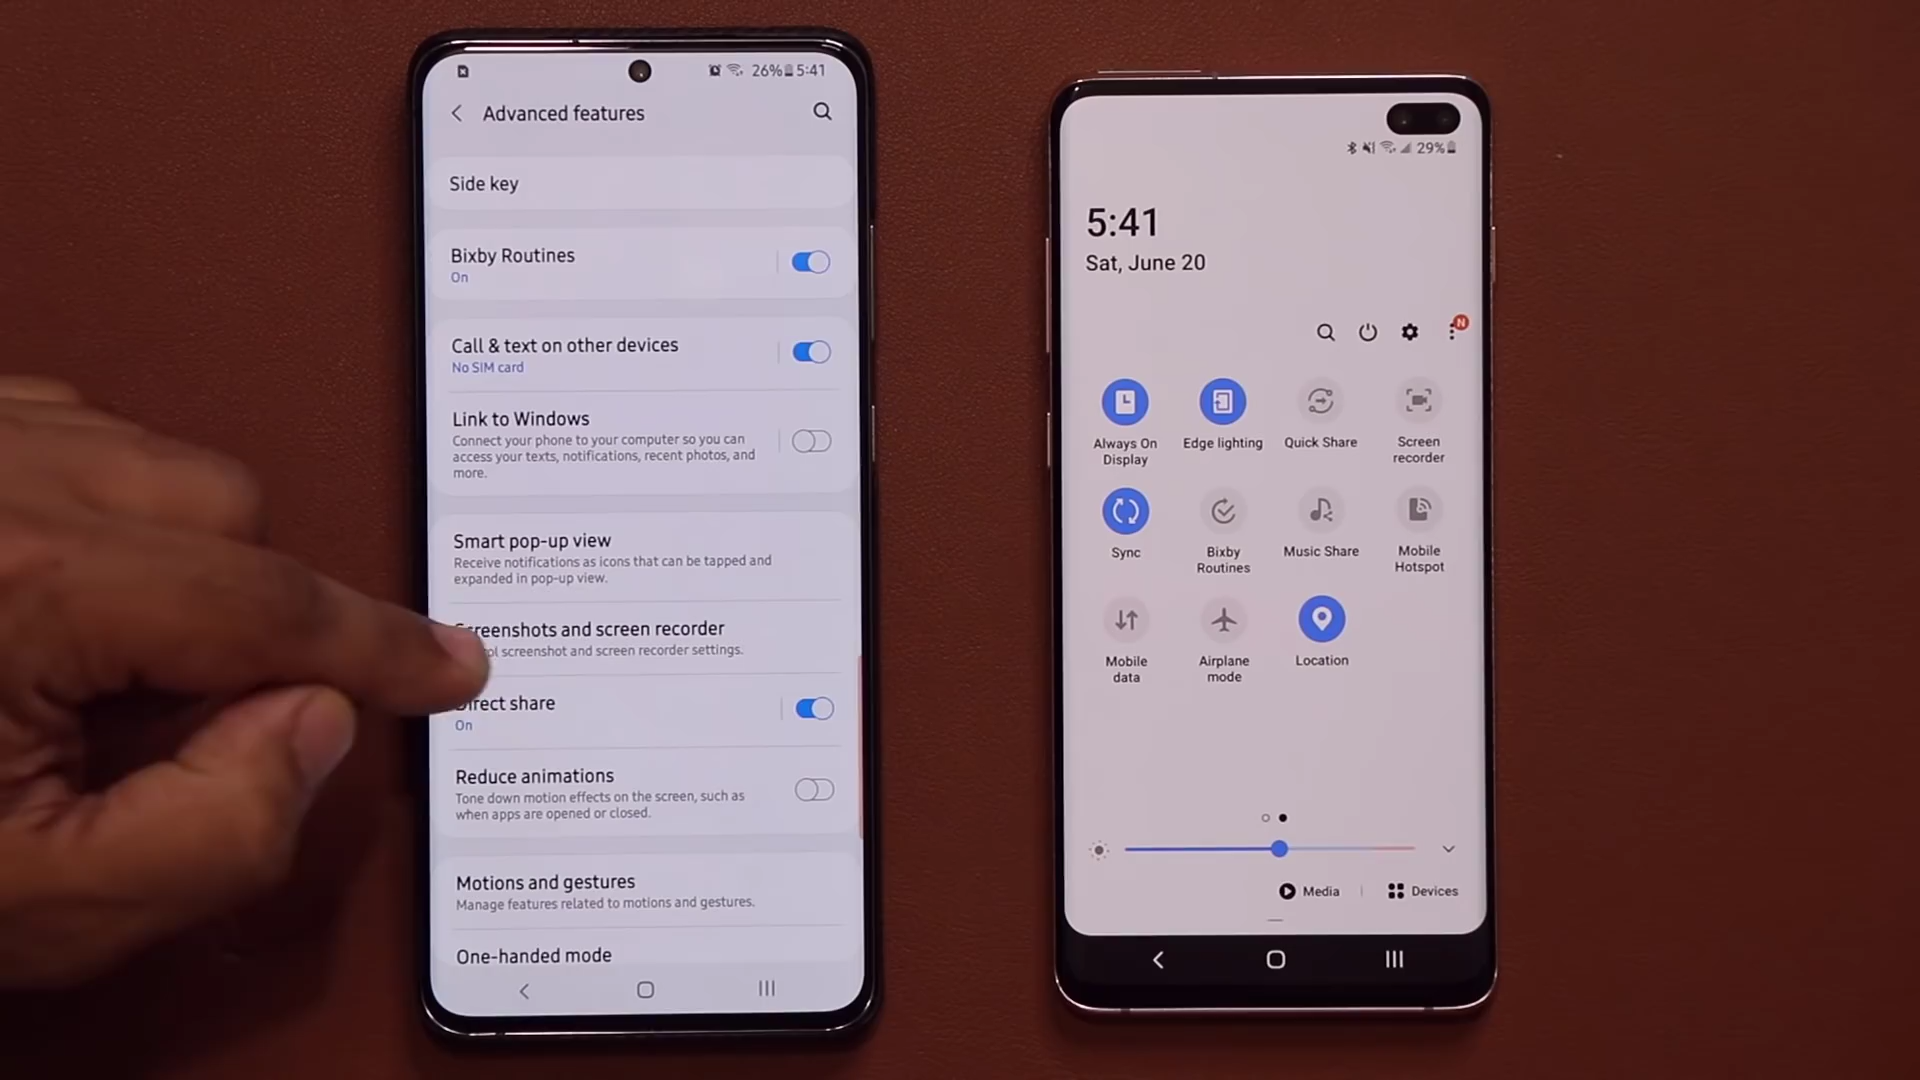 26% 5:41
Advanced features
Side key
Bixby Routines
On
Call & text on other devices
No SIM card
Link to Windows
Connect your phone to your computer so you can
access your texts, notifications, recent photos, and
more.
Smart pop-up view
Receive notifications as icons that can be tapped and
expanded in pop-up view.
Screenshots and screen recorder
screenshot and screen recorder settings.
Direct share
On
Reduce animations
Tone down motion effects on the screen, such as
when apps are opened or closed.
Motions and gestures
Manage features related to motions and gestures.
One-handed mode
29%
5:41
Sat, June 20
N
Always On
Display
Edge lighting
Quick Share
Screen
recorder
Sync
Bixby
Routines
Music Share
Mobile
Hotspot
Mobile
data
Airplane
mode
Location
Media
Devices